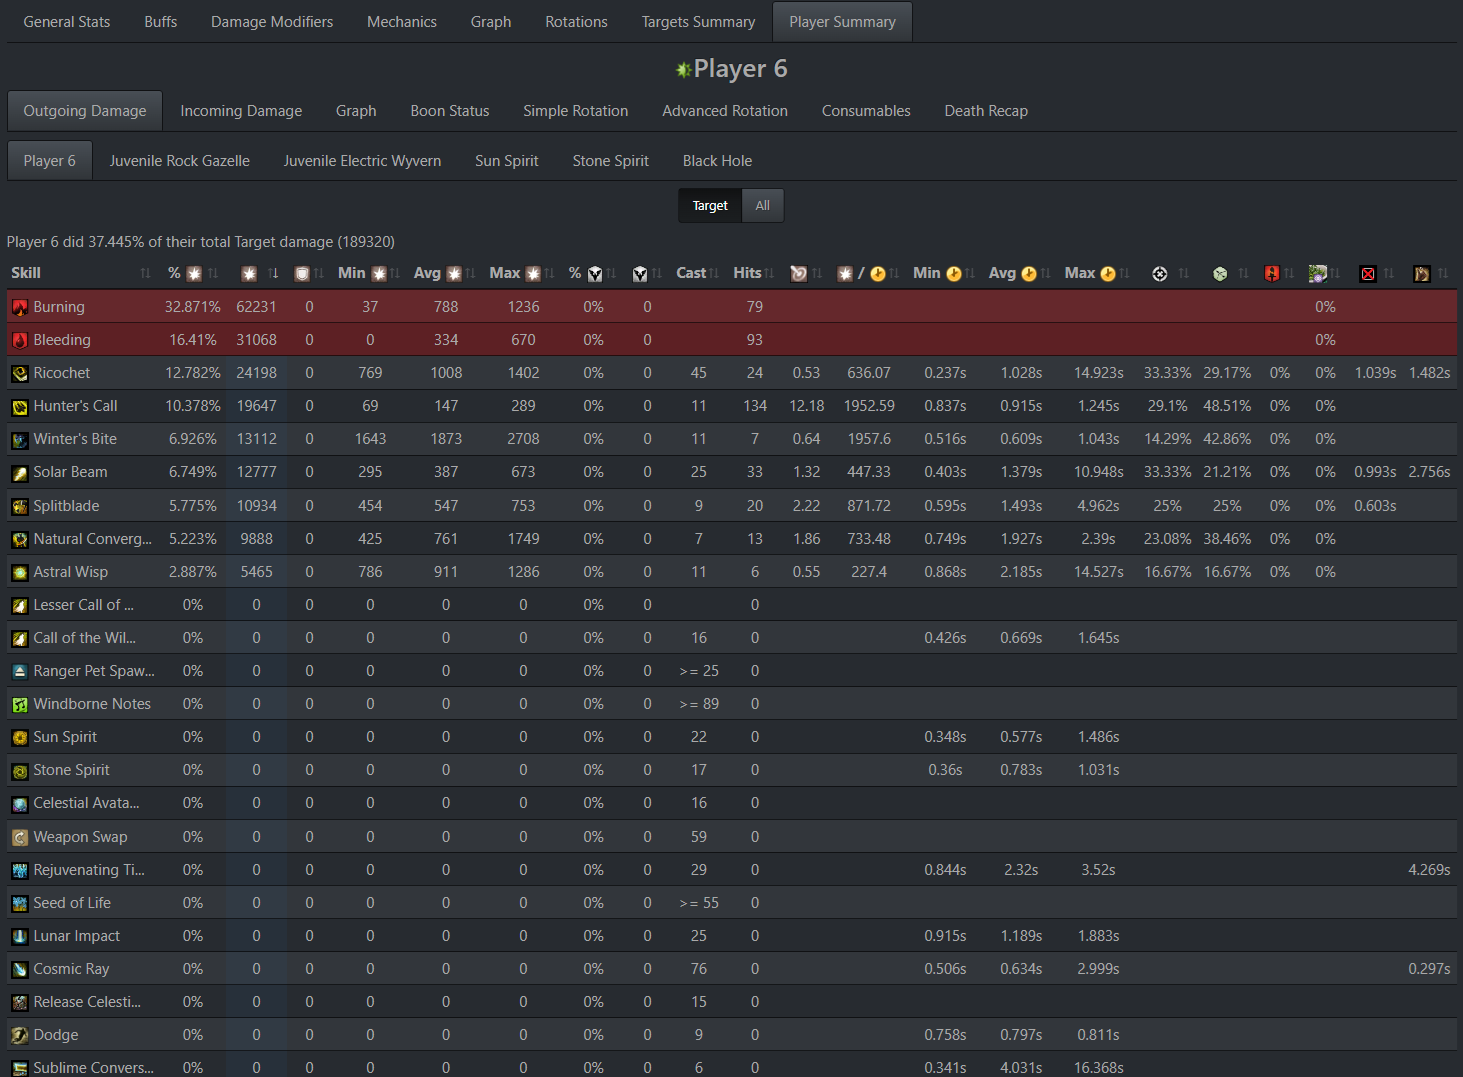 General Stats Buffs Damage Modifiers Mechanics Graph Rotations Targets Summary Player Summary
Player 6
Outgoing Damage Incoming Damage Graph Boon Status Simple Rotation Advanced Rotation Consumables Death Recap
Player 6 Juvenile Rock Gazelle Juvenile Electric Wyvern Sun Spirit Stone Spirit Black Hole
Target All
Player 6 did 37.445% of their total Target damage (189320)
Skill % Min Avg Max % Cast Hits / Min Avg Max
Burning 32.871% 62231 0 37 788 1236 0% 0 79 0%
Bleeding 16.41% 31068 0 0 334 670 0% 0 93 0%
Ricochet 12.782% 24198 0 769 1008 1402 0% 0 45 24 0.53 636.07 0.237s 1.028s 14.923s 33.33% 29.17% 0% 0% 1.039s 1.482s
Hunter's Call 10.378% 19647 0 69 147 289 0% 0 11 134 12.18 1952.59 0.837s 0.915s 1.245s 29.1% 48.51% 0% 0%
Winter's Bite 6.926% 13112 0 1643 1873 2708 0% 0 11 7 0.64 1957.6 0.516s 0.609s 1.043s 14.29% 42.86% 0% 0%
Solar Beam 6.749% 12777 0 295 387 673 0% 0 25 33 1.32 447.33 0.403s 1.379s 10.948s 33.33% 21.21% 0% 0% 0.993s 2.756s
Splitblade 5.775% 10934 0 454 547 753 0% 0 9 20 2.22 871.72 0.595s 1.493s 4.962s 25% 25% 0% 0% 0.603s
Natural Converg... 5.223% 9888 0 425 761 1749 0% 0 7 13 1.86 733.48 0.749s 1.927s 2.39s 23.08% 38.46% 0% 0%
Astral Wisp 2.887% 5465 0 786 911 1286 0% 0 11 6 0.55 227.4 0.868s 2.185s 14.527s 16.67% 16.67% 0% 0%
Lesser Call of ... 0% 0 0 0 0 0 0% 0 0
Call of the Wil... 0% 0 0 0 0 0 0% 0 16 0 0.426s 0.669s 1.645s
Ranger Pet Spaw... 0% 0 0 0 0 0 0% 0 >= 25 0
Windborne Notes 0% 0 0 0 0 0 0% 0 >= 89 0
Sun Spirit 0% 0 0 0 0 0 0% 0 22 0 0.348s 0.577s 1.486s
Stone Spirit 0% 0 0 0 0 0 0% 0 17 0 0.36s 0.783s 1.031s
Celestial Avata... 0% 0 0 0 0 0 0% 0 16 0
Weapon Swap 0% 0 0 0 0 0 0% 0 59 0
Rejuvenating Ti... 0% 0 0 0 0 0 0% 0 29 0 0.844s 2.32s 3.52s 4.269s
Seed of Life 0% 0 0 0 0 0 0% 0 >= 55 0
Lunar Impact 0% 0 0 0 0 0 0% 0 25 0 0.915s 1.189s 1.883s
Cosmic Ray 0% 0 0 0 0 0 0% 0 76 0 0.506s 0.634s 2.999s 0.297s
Release Celesti... 0% 0 0 0 0 0 0% 0 15 0
Dodge 0% 0 0 0 0 0 0% 0 9 0 0.758s 0.797s 0.811s
Sublime Convers... 0% 0 0 0 0 0 0% 0 6 0 0.341s 4.031s 16.368s